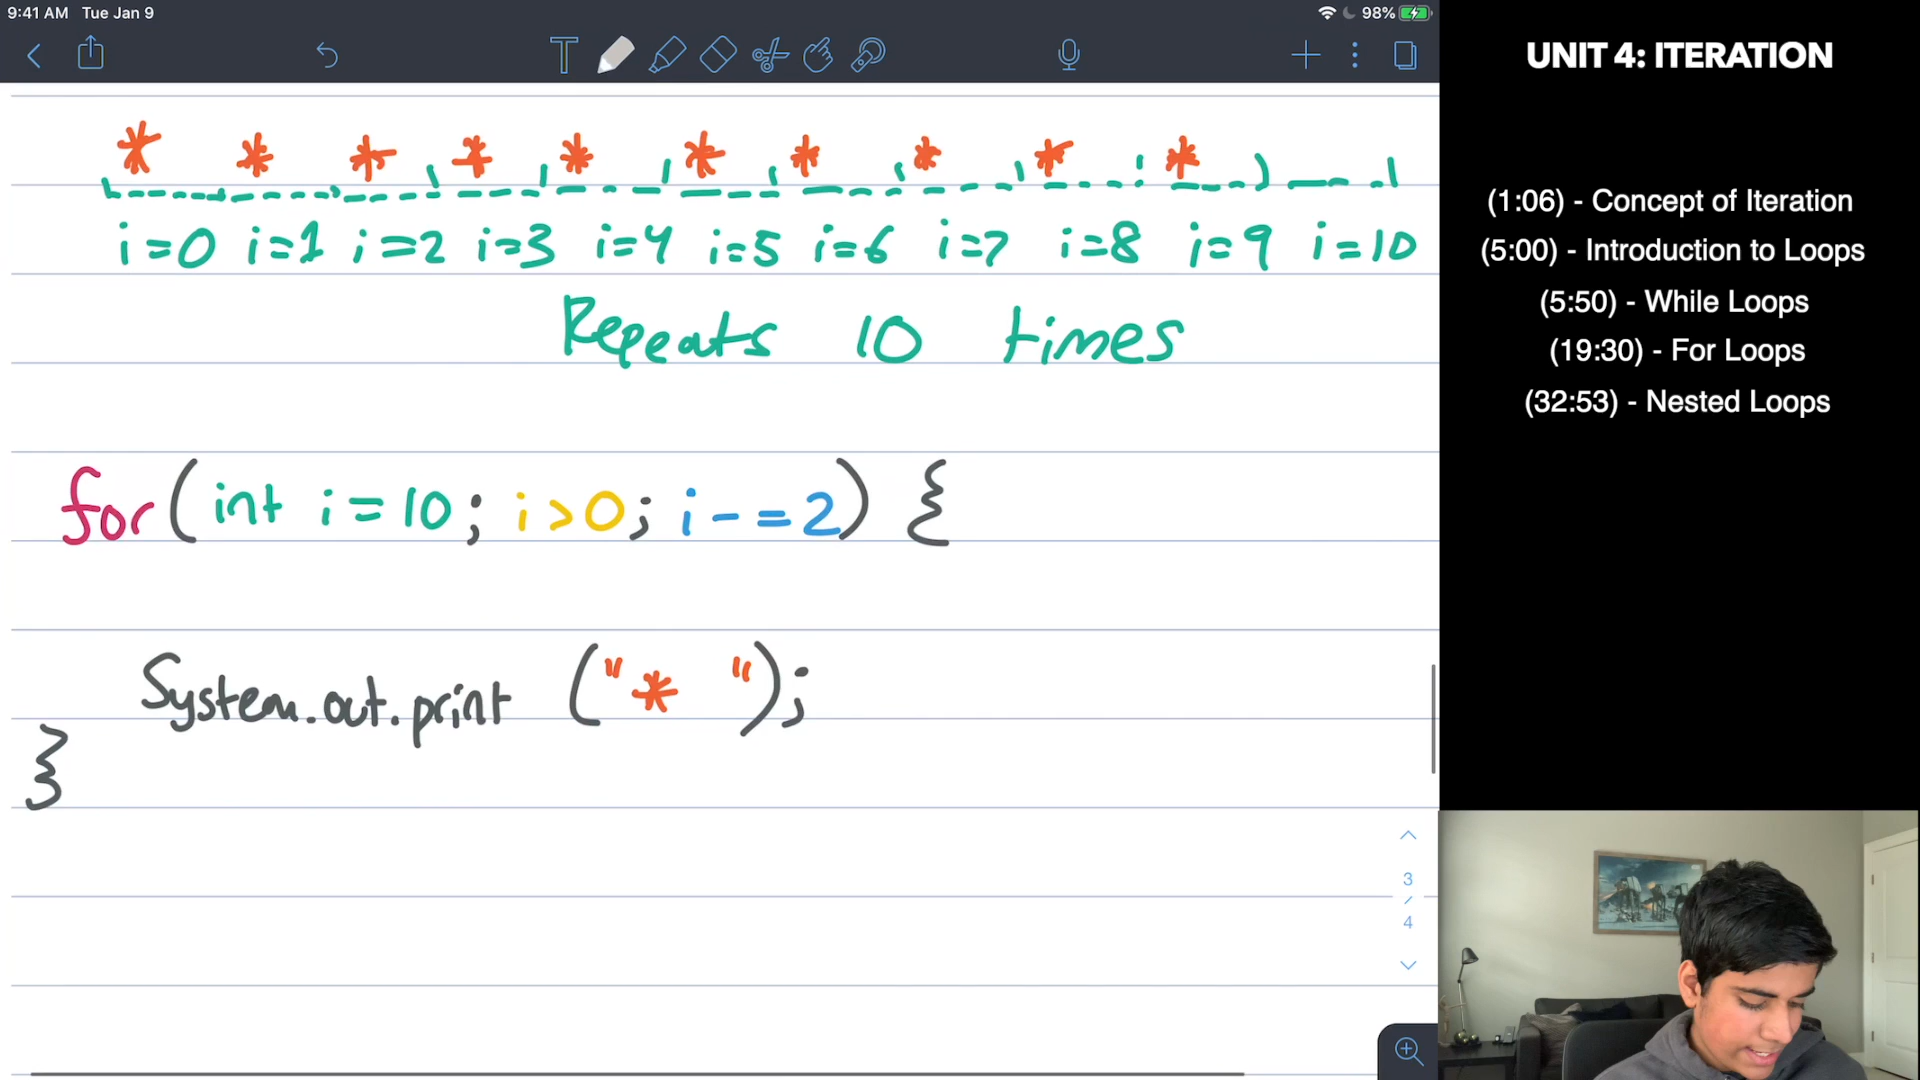 9:41 AM Tue Jan 9
98%
UNIT 4: ITERATION
(1:06) - Concept of Iteration
(5:00) - Introduction to Loops
(5:50) - While Loops
(19:30) - For Loops
(32:53) - Nested Loops
* * * * * * * * * *
i=0 i=1 i=2 i=3 i=4 i=5 i=6 i=7 i=8 i=9 i=10
Repeats 10 times
for(int i=10; i>0; i-=2) {
System.out.print ("* ");
}
3
/
4